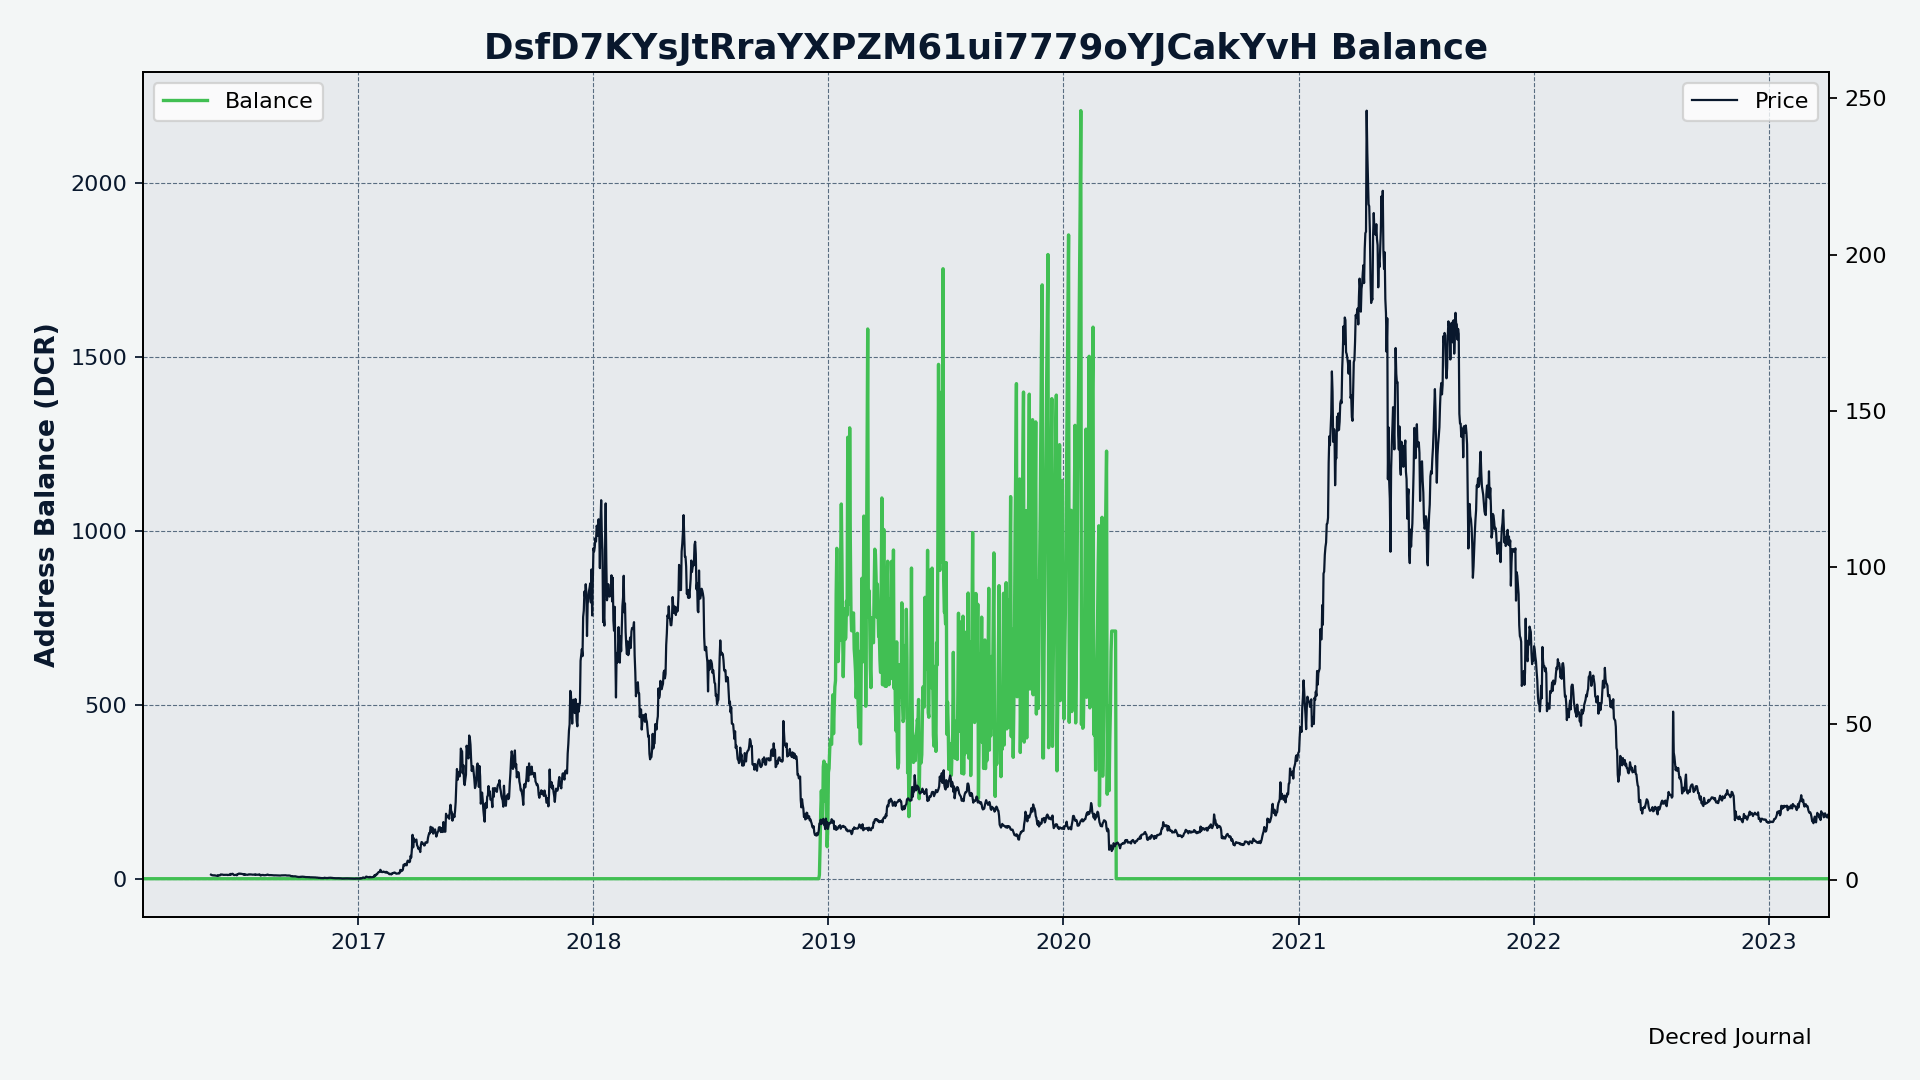 DsfD7KYsJtRraYXPZM61ui7779oYJCakYvH Balance
Balance
Price
Address Balance (DCR)
2000
1500
1000
500
0
250
200
150
100
50
0
2017 2018 2019 2020 2021 2022 2023
Decred Journal